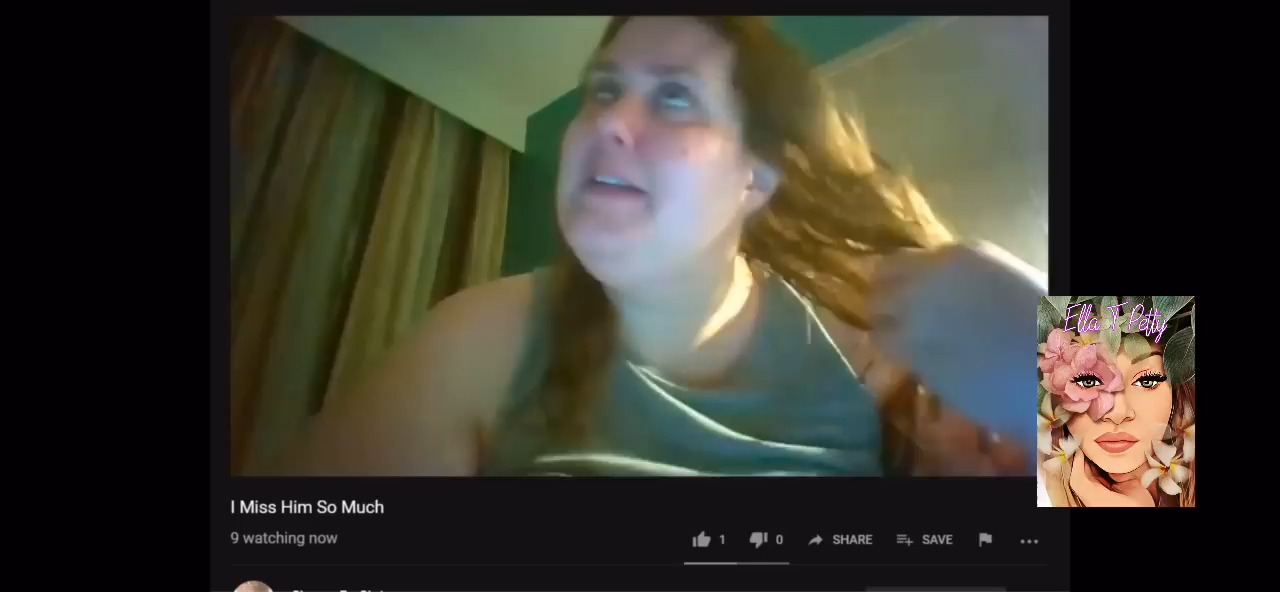 Ella T Petty
I Miss Him So Much
9 watching now
1
0
SHARE
SAVE